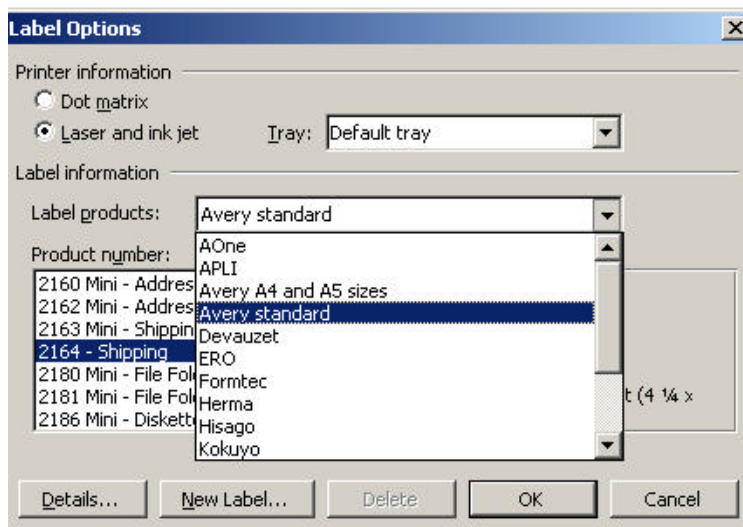 Label Options
Printer information
Dot matrix
Laser and ink jet Tray: Default tray
Label information
Label products: Avery standard
Product number:
AOne
APLI
Avery A4 and A5 sizes
Avery standard
Devauzet
ERO
Formtec
Herma
Hisago
Kokuyo
2160 Mini - Addres
2162 Mini - Addres
2163 Mini - Shippin
2164 - Shipping
2180 Mini - File Fol
2181 Mini - File Fol
2186 Mini - Diskett
t (4 ¼ x
Details... New Label... Delete OK Cancel